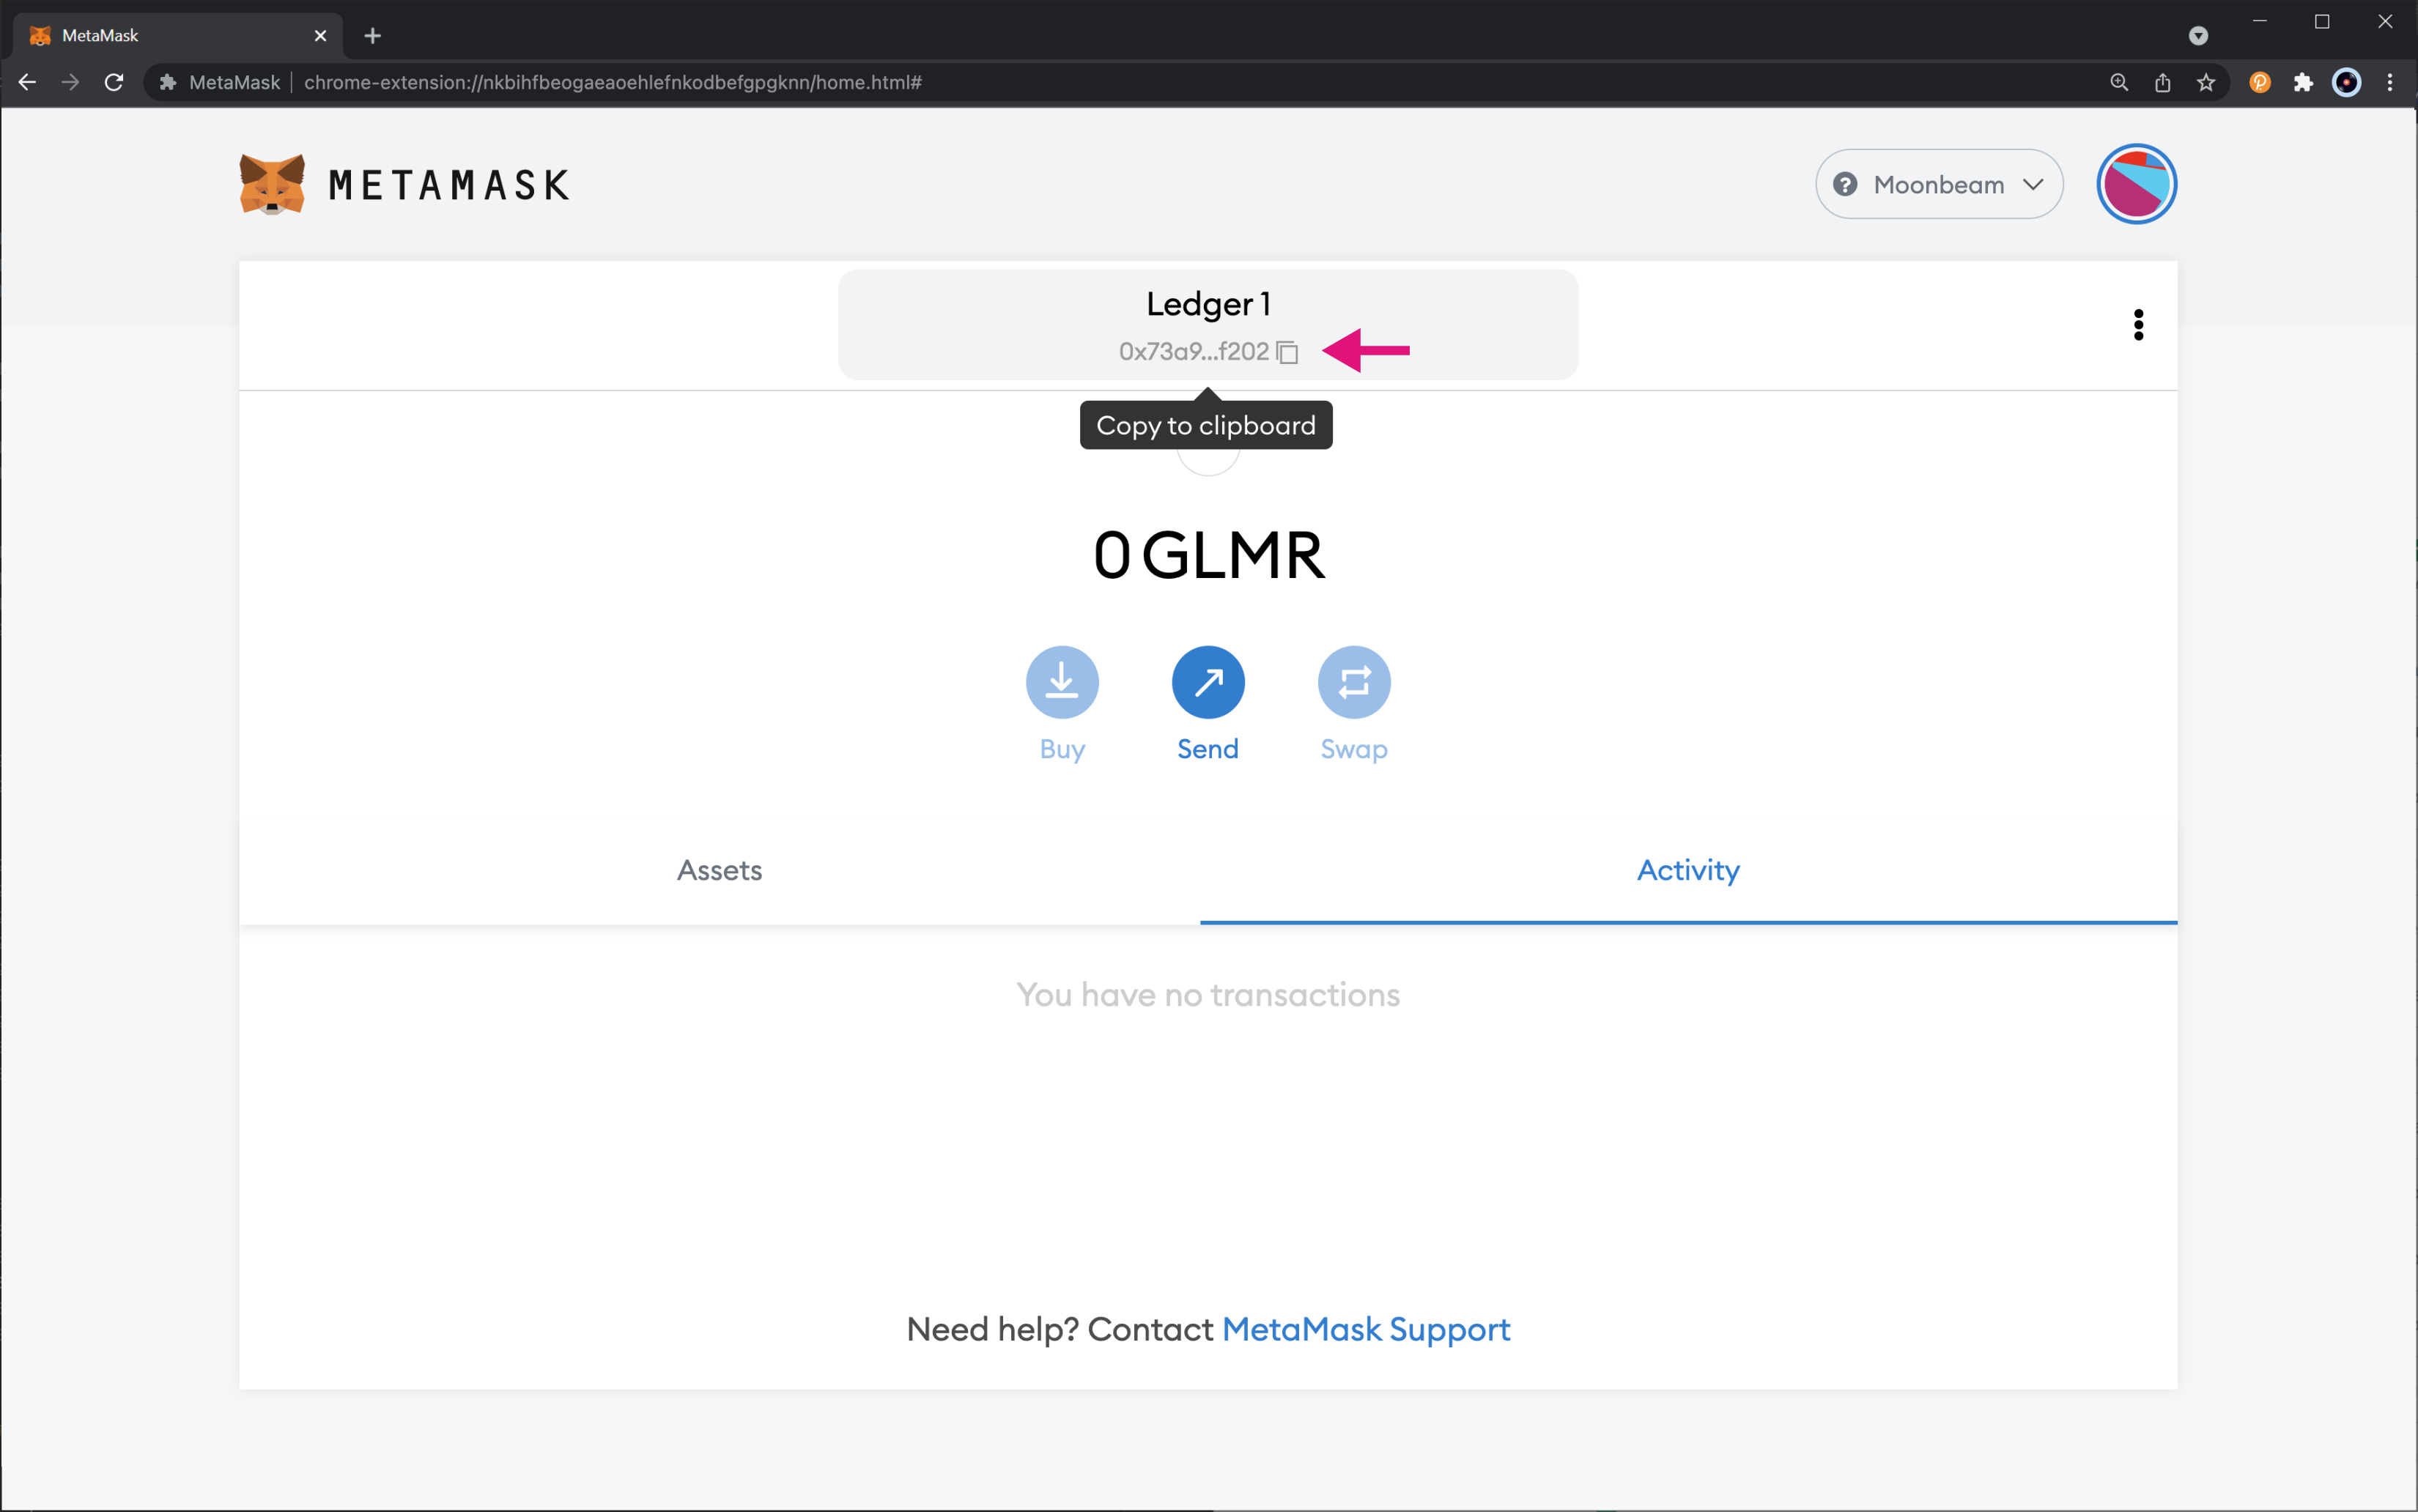 MetaMask
MetaMask chrome-extension://nkbihfbeogaeaoehlefnkodbefgpgknn/home.html#
METAMASK
Moonbeam
Ledger 1
0x73a9...f202
Copy to clipboard
0 GLMR
Buy Send Swap
Assets Activity
You have no transactions
Need help? Contact MetaMask Support